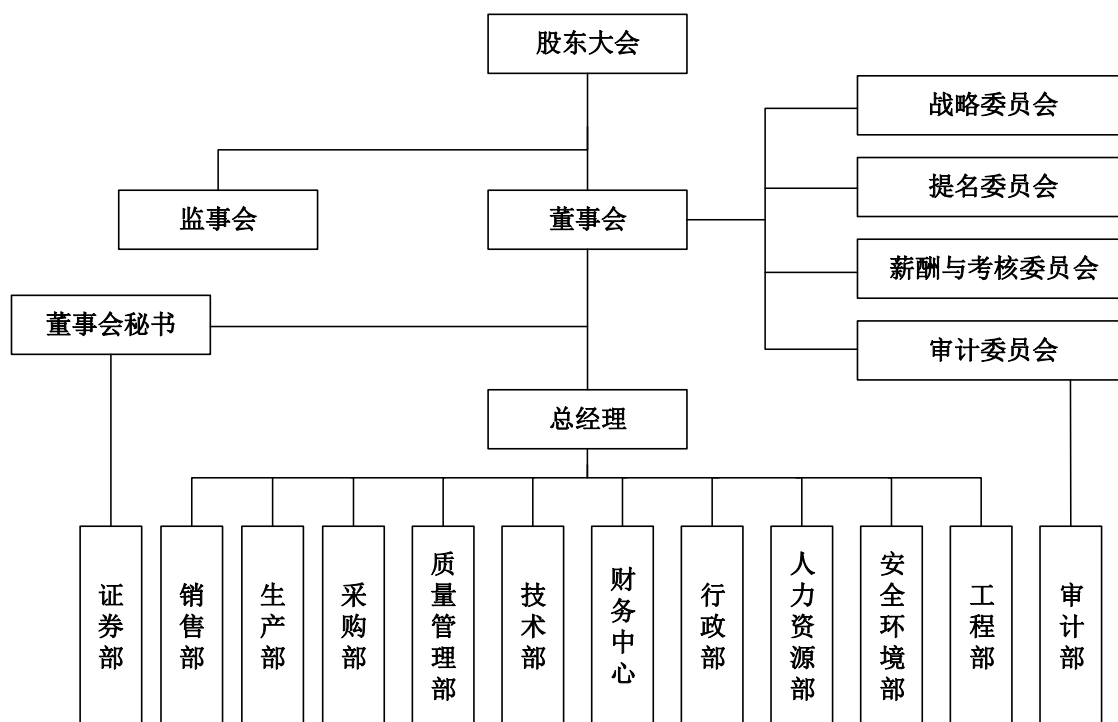 股东大会
战略委员会
提名委员会
监事会
董事会
薪酬与考核委员会
董事会秘书
审计委员会
总经理
证券部
销售部
生产部
采购部
质量管理部
技术部
财务中心
行政部
人力资源部
安全环境部
工程部
审计部